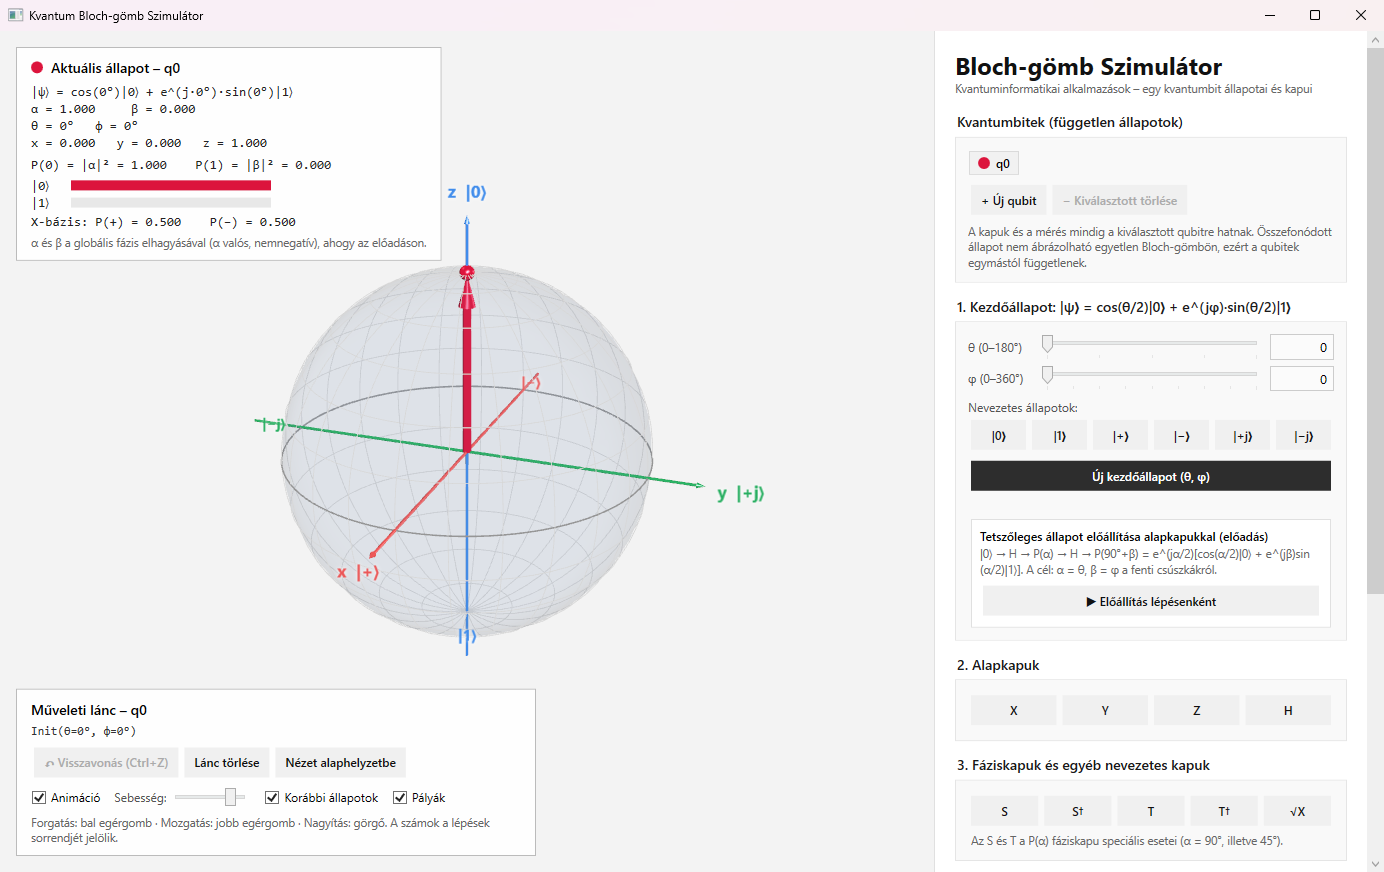 Kvantum Bloch-gömb Szimulátor
Aktuális állapot – q0
|ψ⟩ = cos(0°)|0⟩ + e^(j·0°)·sin(0°)|1⟩
α = 1.000 β = 0.000
θ = 0° ϕ = 0°
x = 0.000 y = 0.000 z = 1.000
P(0) = |α|² = 1.000 P(1) = |β|² = 0.000
|0⟩
|1⟩
X-bázis: P(+) = 0.500 P(−) = 0.500
α és β a globális fázis elhagyásával (α valós, nemnegatív), ahogy az előadáson.
z |0⟩
|−⟩
|−j⟩
y |+j⟩
x |+⟩
|1⟩
Műveleti lánc – q0
Init(θ=0°, ϕ=0°)
↶ Visszavonás (Ctrl+Z)
Lánc törlése
Nézet alaphelyzetbe
Animáció
Sebesség:
Korábbi állapotok
Pályák
Forgatás: bal egérgomb · Mozgatás: jobb egérgomb · Nagyítás: görgő. A számok a lépések
sorrendjét jelölik.
Bloch-gömb Szimulátor
Kvantuminformatikai alkalmazások – egy kvantumbit állapotai és kapui
Kvantumbitek (független állapotok)
q0
+ Új qubit
− Kiválasztott törlése
A kapuk és a mérés mindig a kiválasztott qubitre hatnak. Összefonódott
állapot nem ábrázolható egyetlen Bloch-gömbön, ezért a qubitek
egymástól függetlenek.
1. Kezdőállapot: |ψ⟩ = cos(θ/2)|0⟩ + e^(jφ)·sin(θ/2)|1⟩
θ (0–180°)
0
φ (0–360°)
0
Nevezetes állapotok:
|0⟩
|1⟩
|+⟩
|−⟩
|+j⟩
|−j⟩
Új kezdőállapot (θ, φ)
Tetszőleges állapot előállítása alapkapukkal (előadás)
|0⟩ → H → P(α) → H → P(90°+β) = e^(jα/2)[cos(α/2)|0⟩ + e^(jβ)sin
(α/2)|1⟩]. A cél: α = θ, β = φ a fenti csúszkákról.
▶ Előállítás lépésenként
2. Alapkapuk
X
Y
Z
H
3. Fáziskapuk és egyéb nevezetes kapuk
S
S†
T
T†
√X
Az S és T a P(α) fáziskapu speciális esetei (α = 90°, illetve 45°).